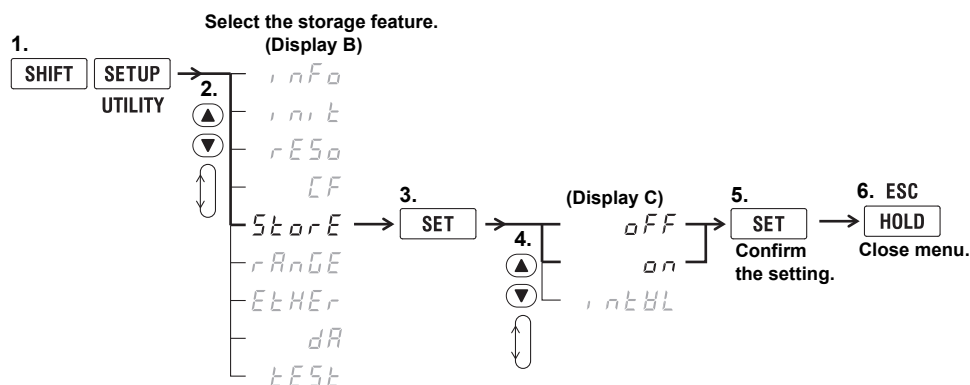 Select the storage feature.
(Display B)
1.
SHIFT SETUP
UTILITY
2.
inFo
init
rESo
CF
StorE
rAnGE
EtHEr
dA
tESt
3.
SET
4.
(Display C)
oFF
on
intVAL
5.
SET
Confirm
the setting.
6. ESC
HOLD
Close menu.